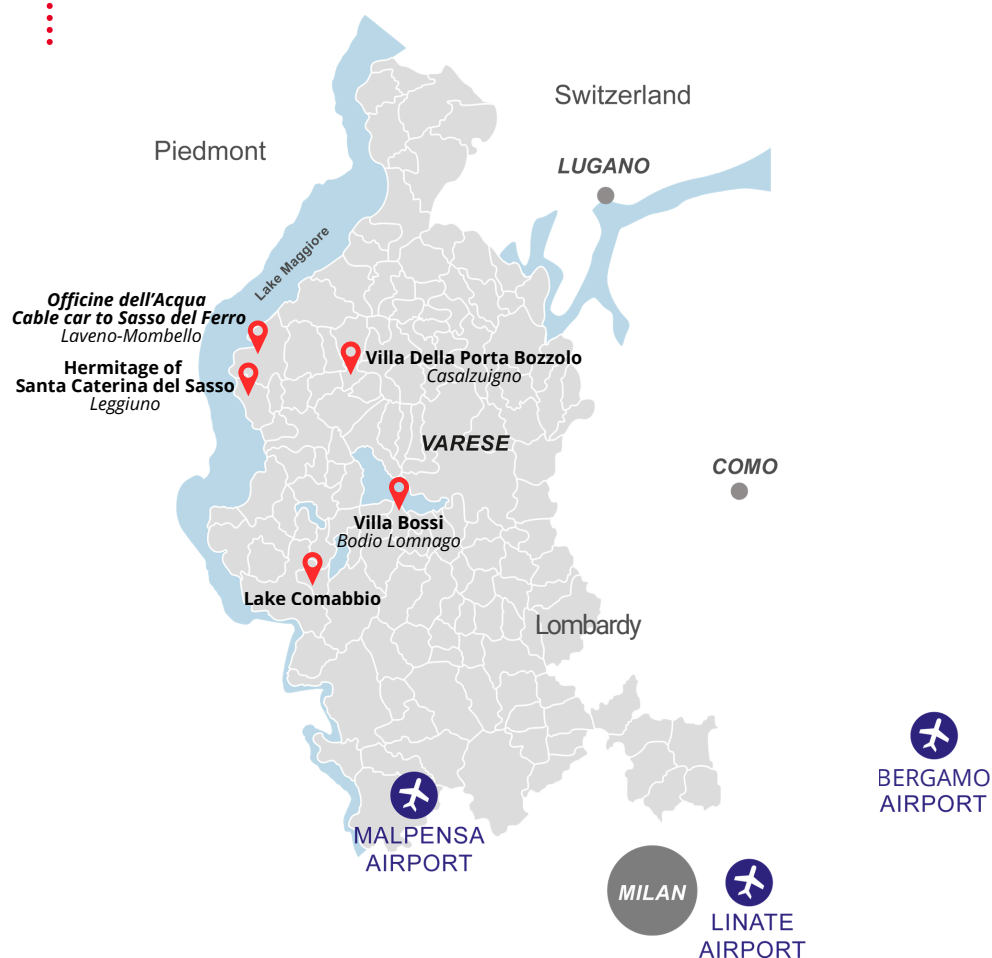 Switzerland
Piedmont
LUGANO
Lake Maggiore
Officine dell'Acqua
Cable car to Sasso del Ferro
Laveno-Mombello
Villa Della Porta Bozzolo
Casalzuigno
Hermitage of
Santa Caterina del Sasso
Leggiuno
VARESE
COMO
Villa Bossi
Bodio Lomnago
Lake Comabbio
Lombardy
BERGAMO
AIRPORT
MALPENSA
AIRPORT
MILAN
LINATE
AIRPORT